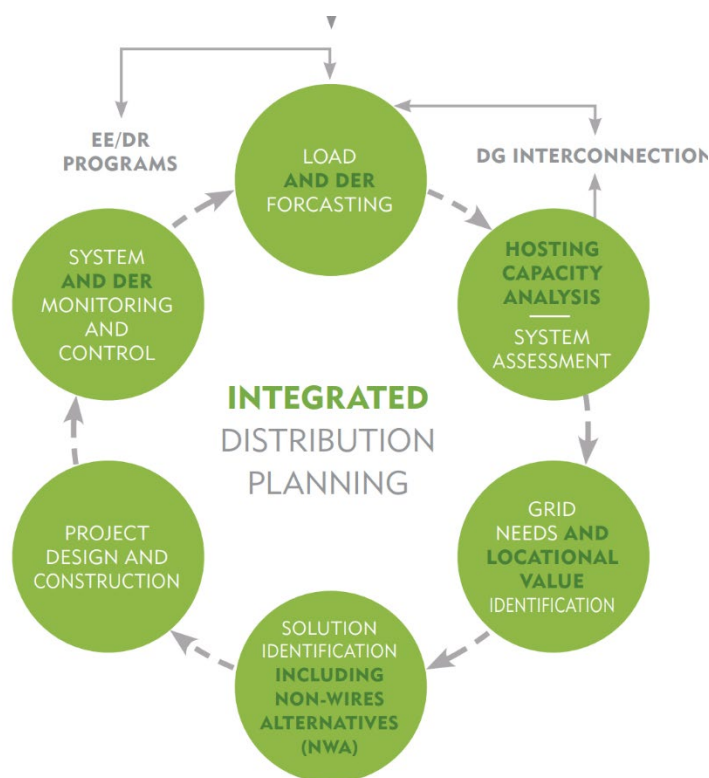 EE/DR
PROGRAMS
LOAD
AND DER
FORCASTING
DG INTERCONNECTION
HOSTING
CAPACITY
ANALYSIS
SYSTEM
ASSESSMENT
SYSTEM
AND DER
MONITORING
AND
CONTROL
INTEGRATED
DISTRIBUTION
PLANNING
GRID
NEEDS AND
LOCATIONAL
VALUE
IDENTIFICATION
PROJECT
DESIGN AND
CONSTRUCTION
SOLUTION
IDENTIFICATION
INCLUDING
NON-WIRES
ALTERNATIVES
(NWA)